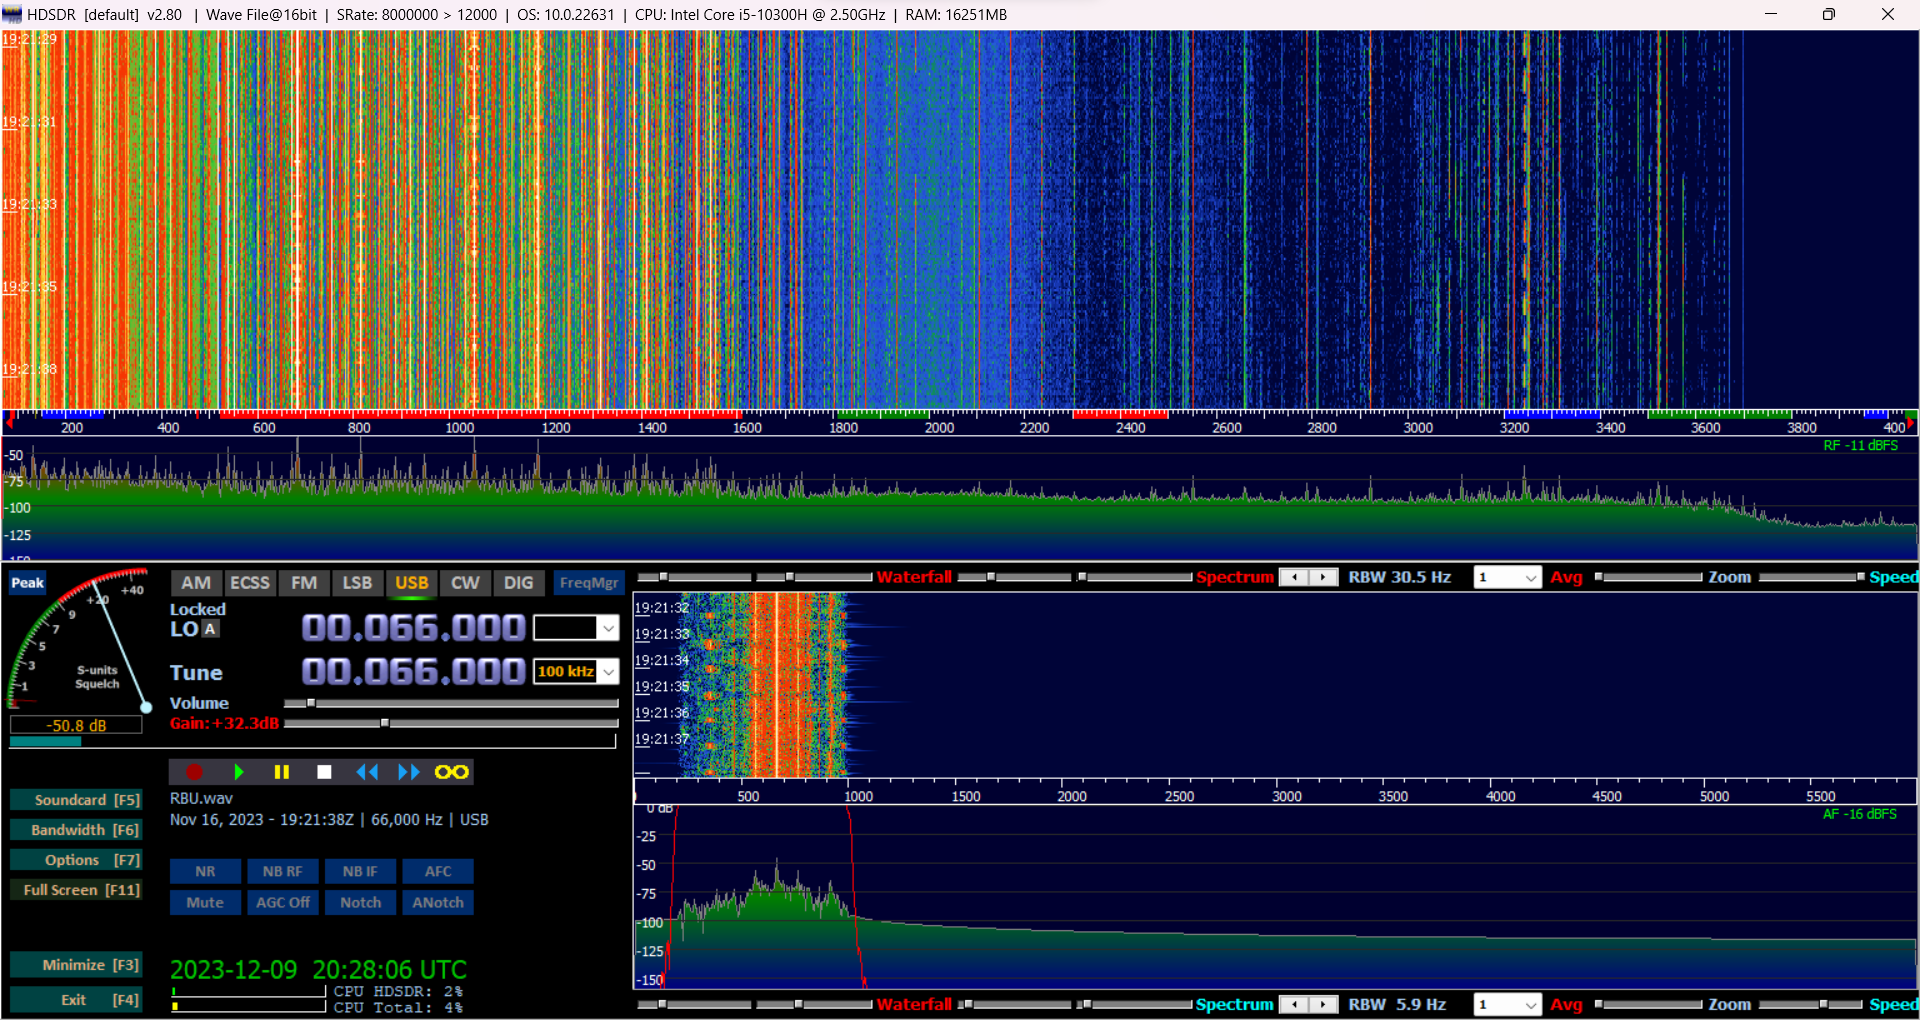 HDSDR [default] v2.80 | Wave File@16bit | SRate: 8000000 > 12000 | OS: 10.0.22631 | CPU: Intel Core i5-10300H @ 2.50GHz | RAM: 16251MB
19:21:29
19:21:31
19:21:33
19:21:35
19:21:38
200 400 600 800 1000 1200 1400 1600 1800 2000 2200 2400 2600 2800 3000 3200 3400 3600 3800 400
RF -11 dBFS
-50
-75
-100
-125
-150
Peak
1 3 5 7 9 +20 +40
S-units
Squelch
-50.8 dB
AM ECSS FM LSB USB CW DIG FreqMgr
Locked
LO A 00.066.000
Tune 00.066.000 100 kHz
Volume
Gain:+32.3dB
Waterfall Spectrum RBW 30.5 Hz 1 Avg Zoom Speed
19:21:32
19:21:33
19:21:34
19:21:35
19:21:36
19:21:37
500 1000 1500 2000 2500 3000 3500 4000 4500 5000 5500
0 dB
AF -16 dBFS
-25
-50
-75
-100
-125
-150
RBU.wav
Nov 16, 2023 - 19:21:38Z | 66,000 Hz | USB
Soundcard [F5]
Bandwidth [F6]
Options [F7]
Full Screen [F11]
NR NB RF NB IF AFC
Mute AGC Off Notch ANotch
Minimize [F3]
Exit [F4]
2023-12-09 20:28:06 UTC
CPU HDSDR: 2%
CPU Total: 4%
Waterfall Spectrum RBW 5.9 Hz 1 Avg Zoom Speed